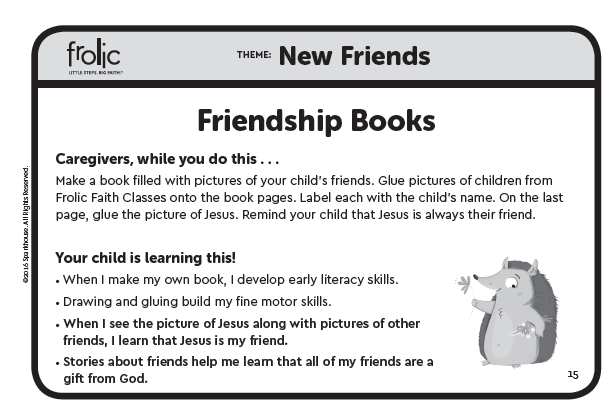 frolic
LITTLE STEPS. BIG FAITH.™
THEME: New Friends
Friendship Books
Caregivers, while you do this . . .
Make a book filled with pictures of your child's friends. Glue pictures of children from
Frolic Faith Classes onto the book pages. Label each with the child's name. On the last
page, glue the picture of Jesus. Remind your child that Jesus is always their friend.
Your child is learning this!
• When I make my own book, I develop early literacy skills.
• Drawing and gluing build my fine motor skills.
• When I see the picture of Jesus along with pictures of other
friends, I learn that Jesus is my friend.
• Stories about friends help me learn that all of my friends are a
gift from God.
15
©2016 Sparkhouse. All Rights Reserved.